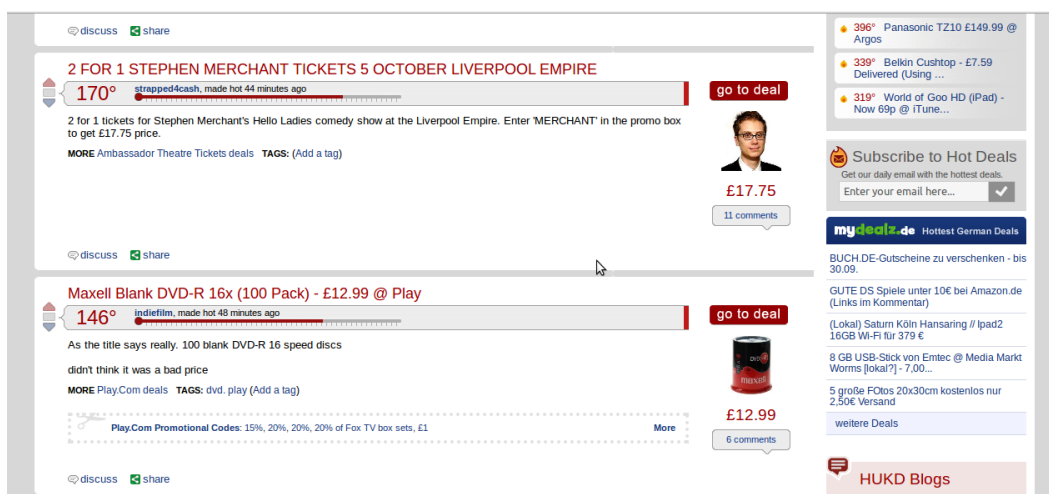 discuss share
2 FOR 1 STEPHEN MERCHANT TICKETS 5 OCTOBER LIVERPOOL EMPIRE
170° strapped4cash, made hot 44 minutes ago
go to deal
2 for 1 tickets for Stephen Merchant's Hello Ladies comedy show at the Liverpool Empire. Enter 'MERCHANT' in the promo box
to get £17.75 price.
MORE Ambassador Theatre Tickets deals TAGS: (Add a tag)
£17.75
11 comments
discuss share
Maxell Blank DVD-R 16x (100 Pack) - £12.99 @ Play
146° indiefilm, made hot 48 minutes ago
go to deal
As the title says really. 100 blank DVD-R 16 speed discs
didn't think it was a bad price
MORE Play.Com deals TAGS: dvd. play (Add a tag)
maxell
£12.99
Play.Com Promotional Codes: 15%, 20%, 20%, 20% of Fox TV box sets, £1 More
6 comments
discuss share
396° Panasonic TZ10 £149.99 @
Argos
339° Belkin Cushtop - £7.59
Delivered (Using ...
319° World of Goo HD (iPad) -
Now 69p @ iTune...
Subscribe to Hot Deals
Get our daily email with the hottest deals.
Enter your email here...
mydealz.de Hottest German Deals
BUCH.DE-Gutscheine zu verschenken - bis
30.09.
GUTE DS Spiele unter 10€ bei Amazon.de
(Links im Kommentar)
(Lokal) Saturn Köln Hansaring // Ipad2
16GB Wi-Fi für 379 €
8 GB USB-Stick von Emtec @ Media Markt
Worms [lokal?] - 7,00...
5 große FOtos 20x30cm kostenlos nur
2,50€ Versand
weitere Deals
HUKD Blogs